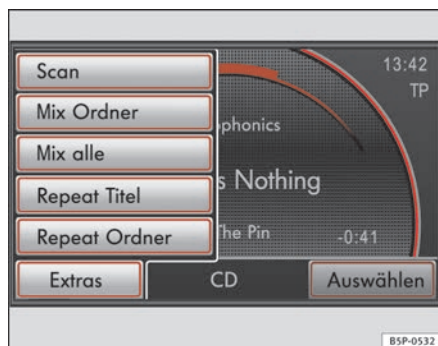 Scan
Mix Ordner
Mix alle
Repeat Titel
Repeat Ordner
Extras
13:42
TP
phonics
s Nothing
The Pin
-0:41
CD
Auswählen
B5P-0532